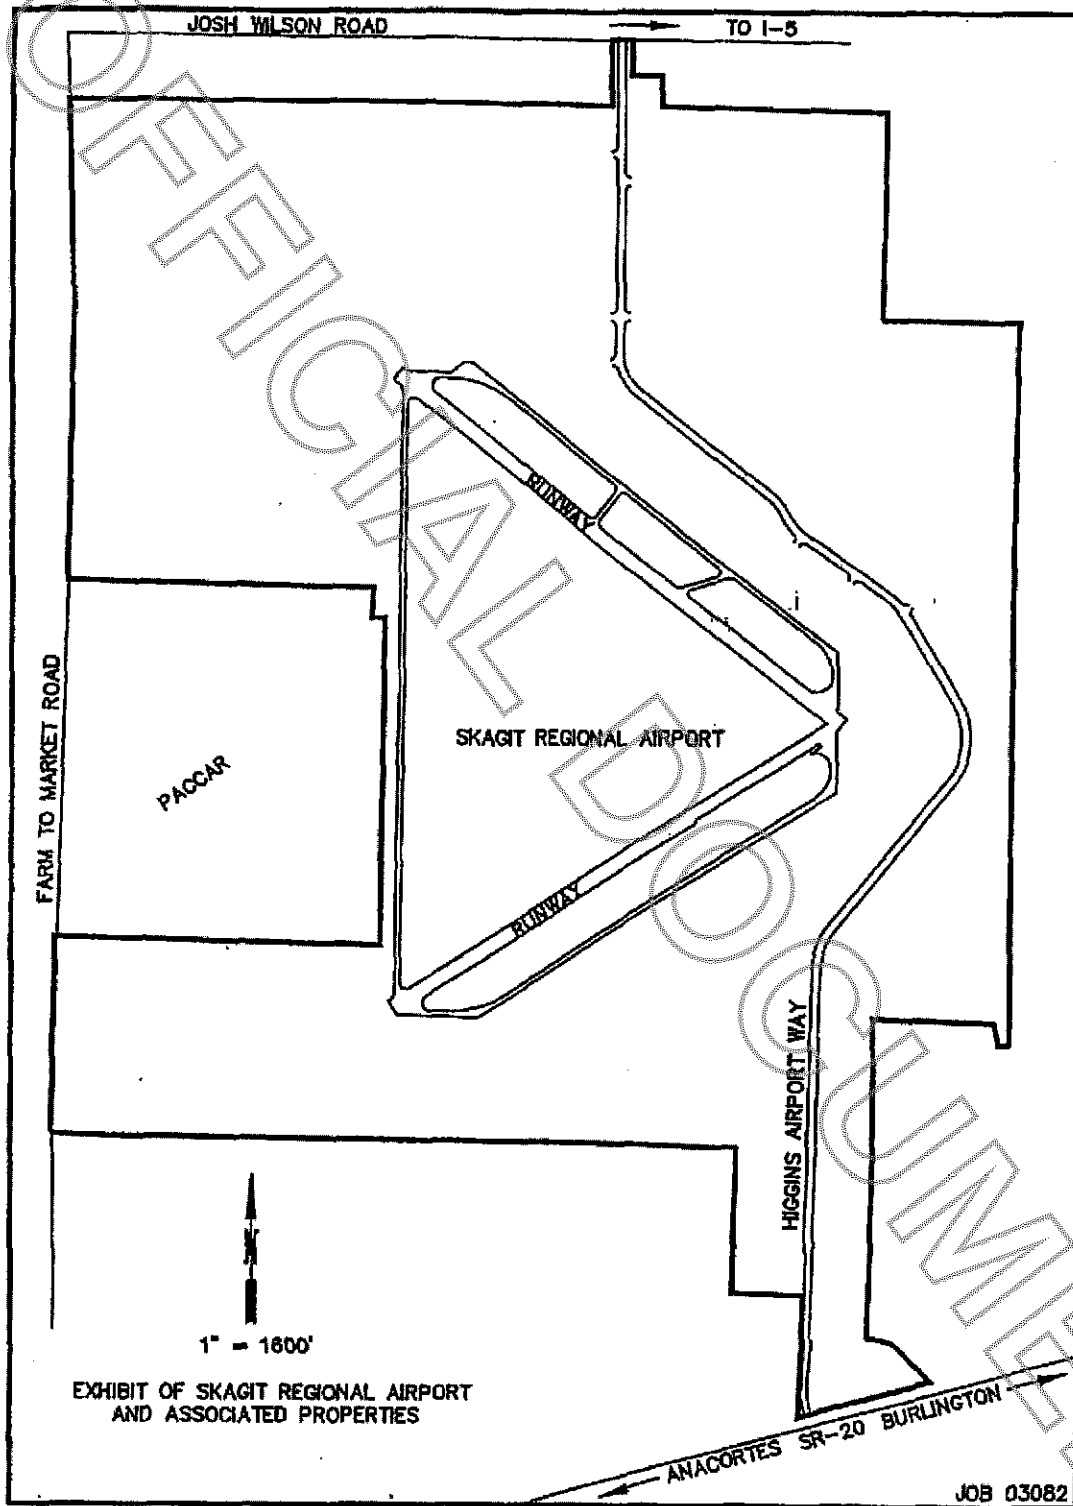 JOSH WILSON ROAD
TO I-5
RUNWAY
SKAGIT REGIONAL AIRPORT
FARM TO MARKET ROAD
PACCAR
RUNWAY
HIGGINS AIRPORT WAY
1" = 1600'
EXHIBIT OF SKAGIT REGIONAL AIRPORT
AND ASSOCIATED PROPERTIES
ANACORTES SR-20 BURLINGTON
JOB 03082
OFFICIAL DOCUME